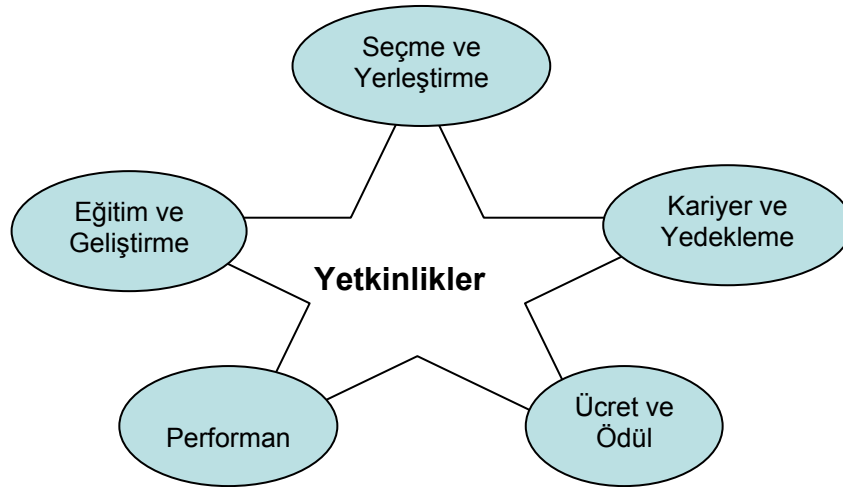 Seçme ve
Yerleştirme
Eğitim ve
Geliştirme
Kariyer ve
Yedekleme
Yetkinlikler
Performan
Ücret ve
Ödül